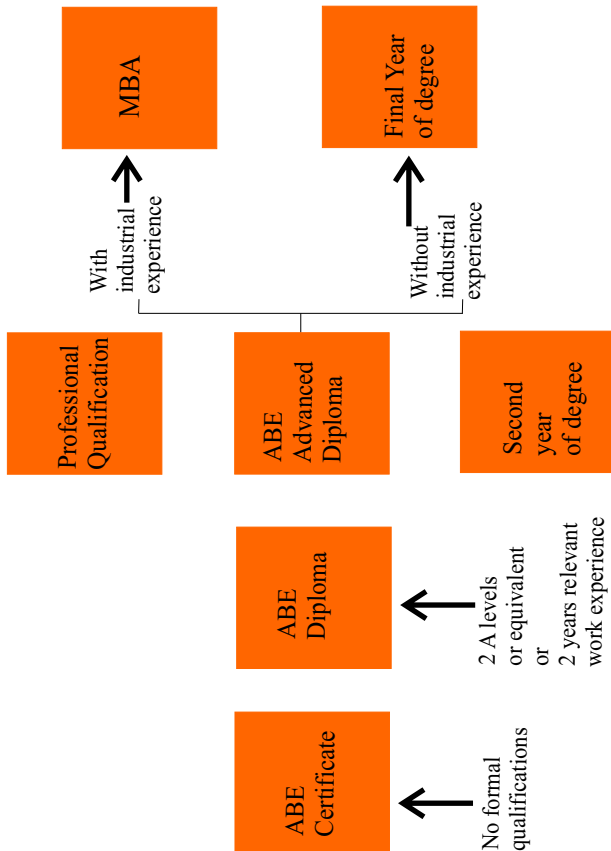 MBA
Final Year
of degree
With
industrial
experience
Without
industrial
experience
Professional
Qualification
ABE
Advanced
Diploma
Second
year
of degree
ABE
Diploma
2 A levels
or equivalent
or
2 years relevant
work experience
ABE
Certificate
No formal
qualifications